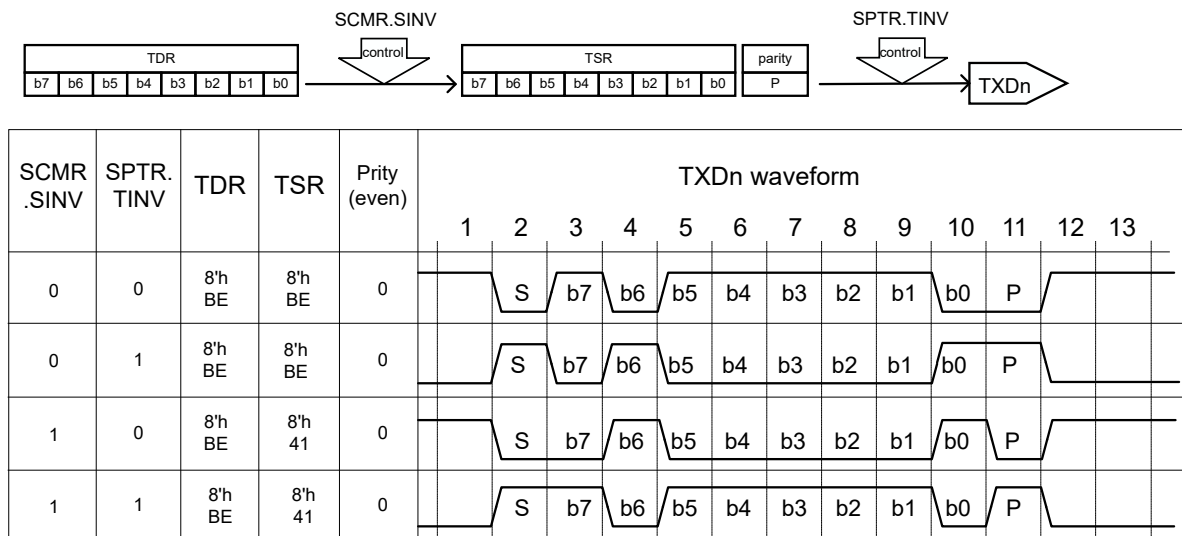 SCMR.SINV SPTR.TINV
control control
TDR TSR parity
b7 b6 b5 b4 b3 b2 b1 b0 b7 b6 b5 b4 b3 b2 b1 b0 P
TXDn
SCMR .SINV SPTR. TINV TDR TSR Prity (even) TXDn waveform
1 2 3 4 5 6 7 8 9 10 11 12 13
0 0 8'h BE 8'h BE 0 S b7 b6 b5 b4 b3 b2 b1 b0 P
0 1 8'h BE 8'h BE 0 S b7 b6 b5 b4 b3 b2 b1 b0 P
1 0 8'h BE 8'h 41 0 S b7 b6 b5 b4 b3 b2 b1 b0 P
1 1 8'h BE 8'h 41 0 S b7 b6 b5 b4 b3 b2 b1 b0 P